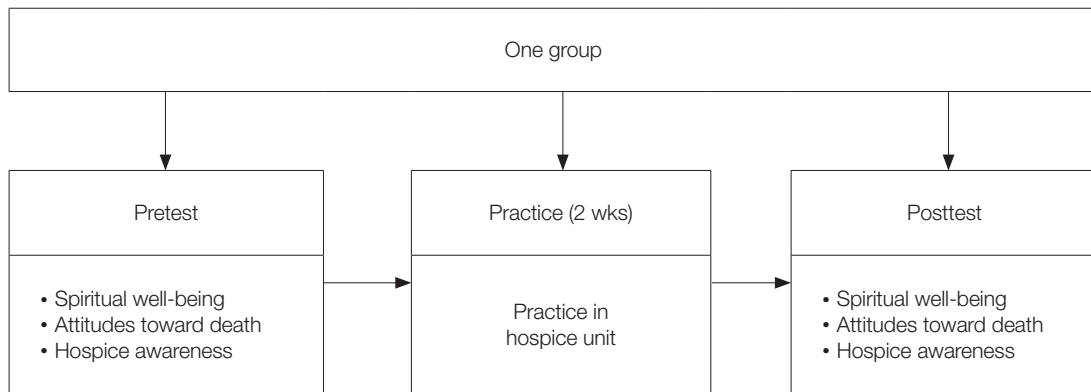 One group
Pretest
Practice (2 wks)
Posttest
• Spiritual well-being
• Attitudes toward death
• Hospice awareness
Practice in
hospice unit
• Spiritual well-being
• Attitudes toward death
• Hospice awareness